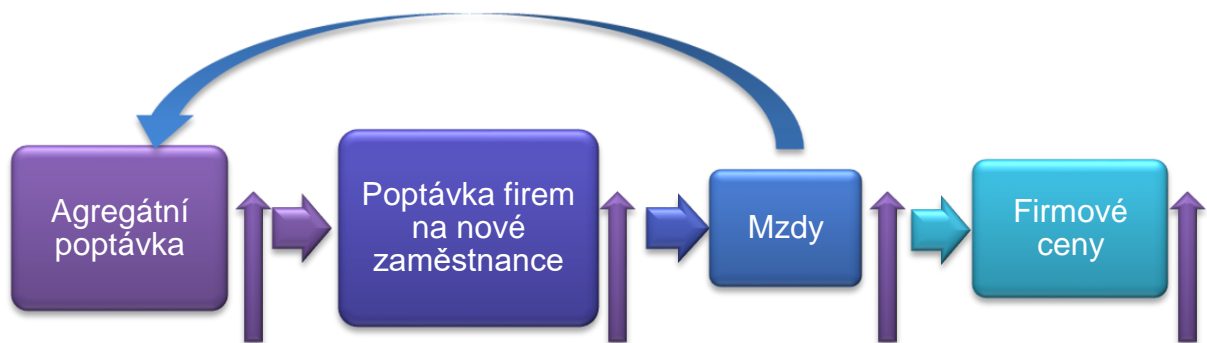 Agregátní
poptávka
Poptávka firem
na nové
zaměstnance
Mzdy
Firmové
ceny